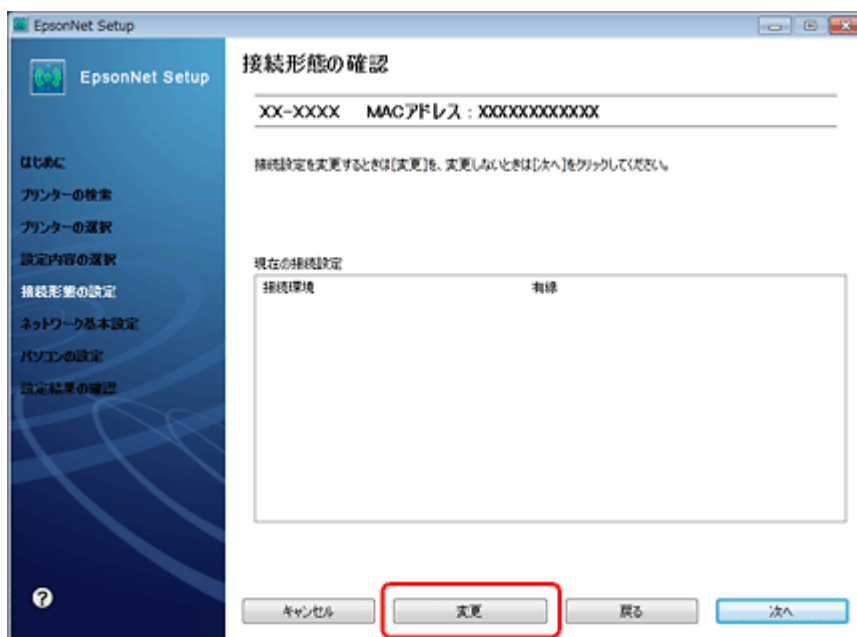 EpsonNet Setup
EpsonNet Setup
はじめに
プリンターの検索
プリンターの選択
設定内容の選択
接続形態の設定
ネットワーク基本設定
パソコンの設定
設定結果の確認
接続形態の確認
XX-XXXX MACアドレス：XXXXXXXXXXXX
接続設定を変更するときは[変更]を、変更しないときは[次へ]をクリックしてください。
現在の接続設定
接続環境 有線
?
キャンセル 変更 戻る 次へ